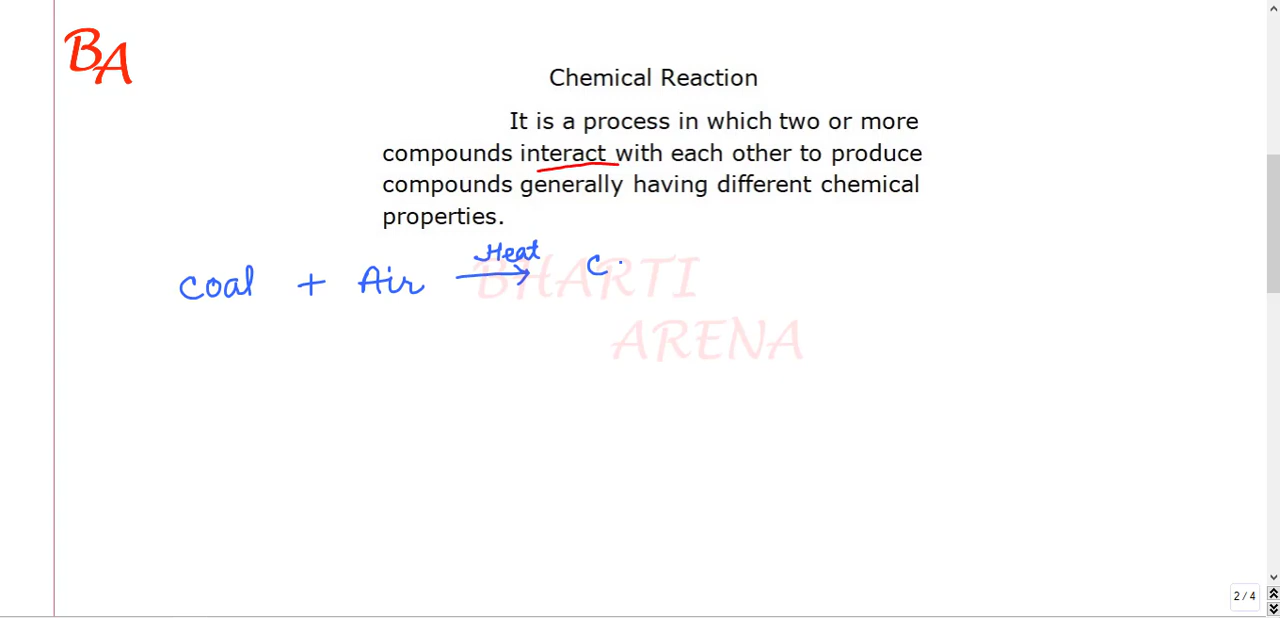 BA
Chemical Reaction
It is a process in which two or more
compounds interact with each other to produce
compounds generally having different chemical
properties.
Heat
Coal + Air → C
BHARTI
ARENA
2 / 4